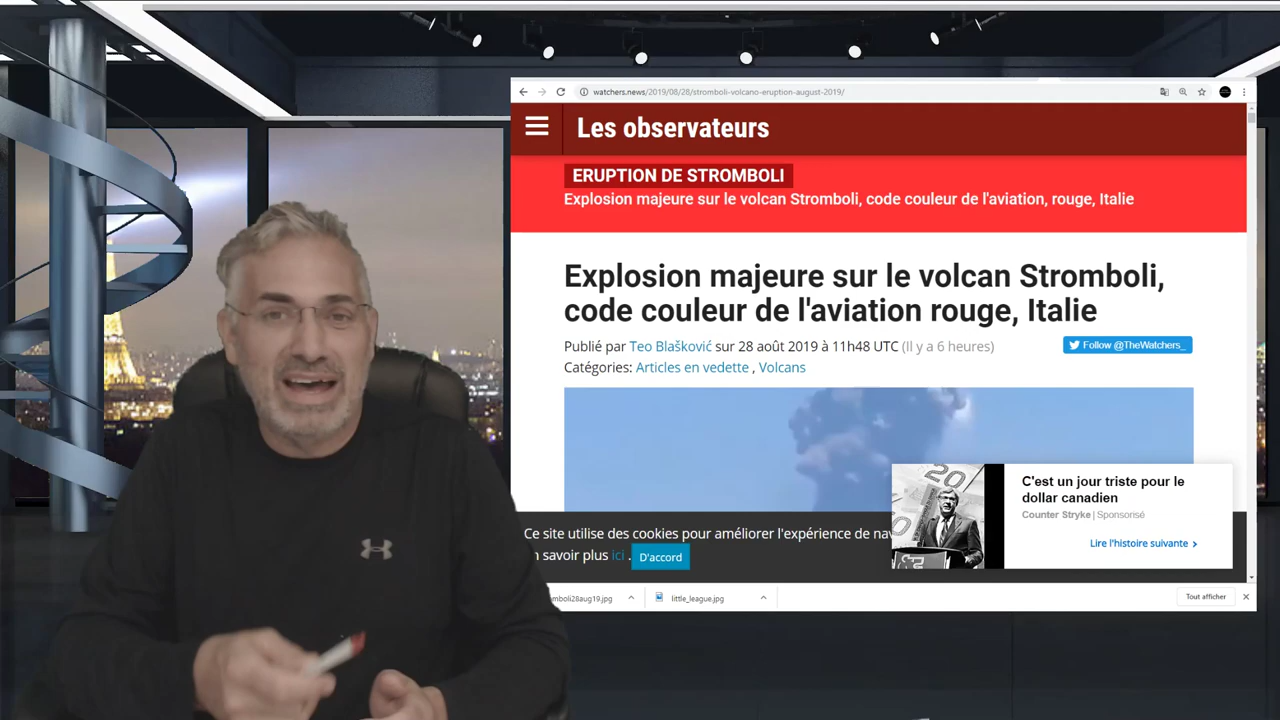 watchers.news/2019/08/28/stromboli-volcano-eruption-august-2019/
Les observateurs
ERUPTION DE STROMBOLI
Explosion majeure sur le volcan Stromboli, code couleur de l'aviation, rouge, Italie
Explosion majeure sur le volcan Stromboli,
code couleur de l'aviation rouge, Italie
Publié par Teo Blašković sur 28 août 2019 à 11h48 UTC (Il y a 6 heures)
Follow @TheWatchers_
Catégories: Articles en vedette , Volcans
C'est un jour triste pour le
dollar canadien
Counter Stryke | Sponsorisé
Lire l'histoire suivante >
20
Ce site utilise des cookies pour améliorer l'expérience de nav
n savoir plus ici . D'accord
mboli28aug19.jpg
little_league.jpg
Tout afficher